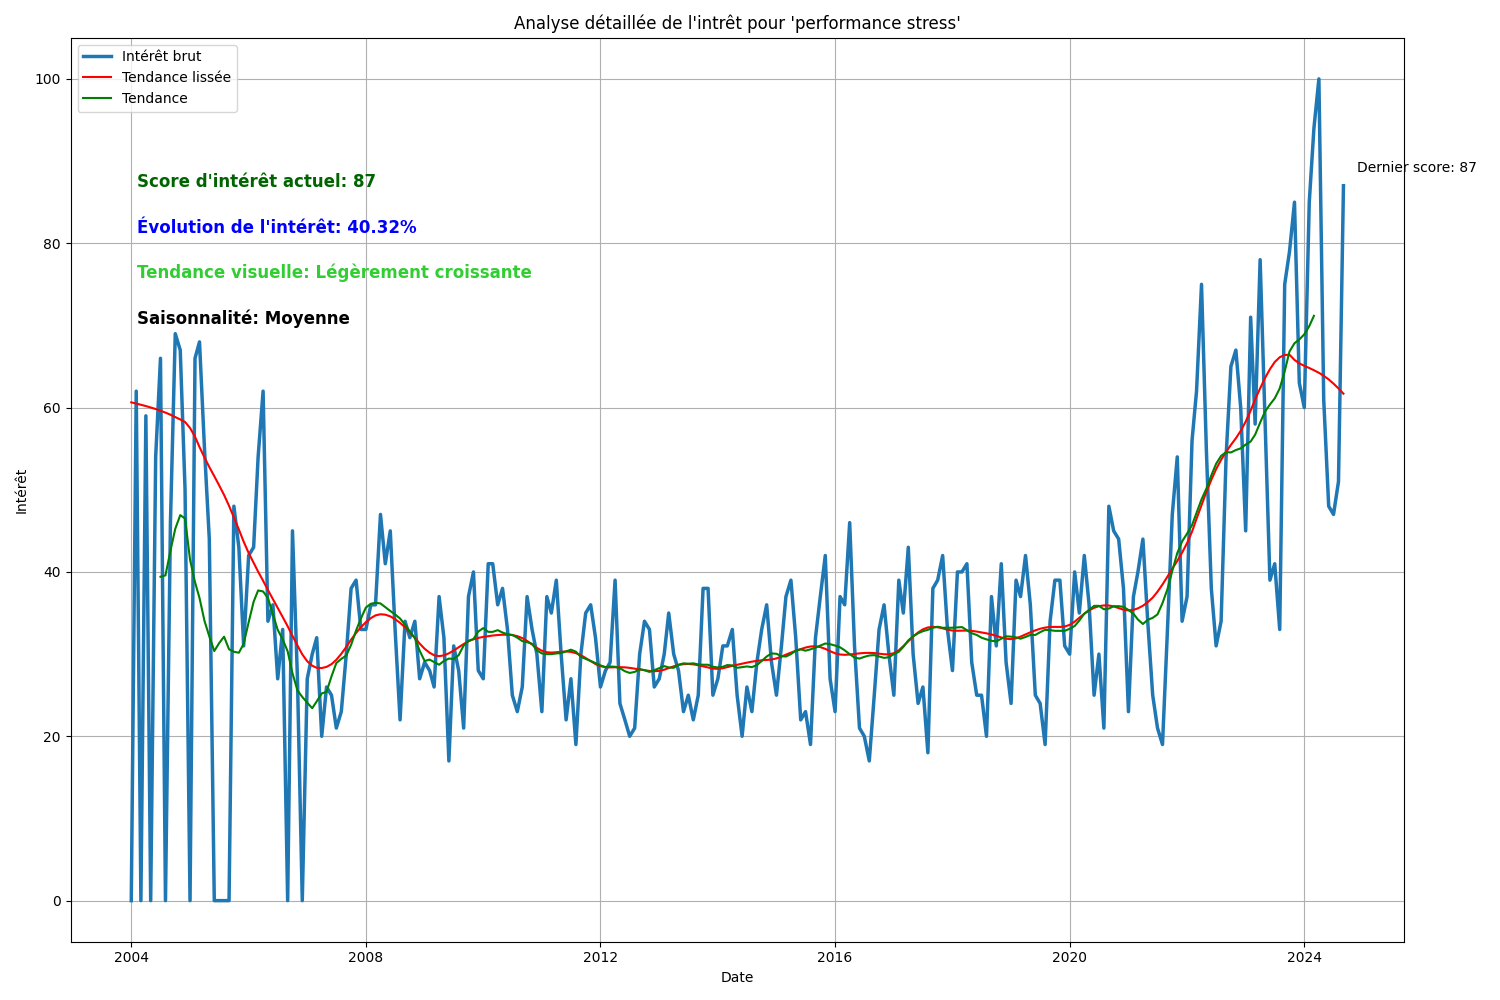 Analyse détaillée de l'intrêt pour 'performance stress'
Intérêt brut
Tendance lissée
Tendance
100
80
60
40
20
0
Intérêt
Score d'intérêt actuel: 87
Évolution de l'intérêt: 40.32%
Tendance visuelle: Légèrement croissante
Saisonnalité: Moyenne
Dernier score: 87
2004
2008
2012
2016
2020
2024
Date